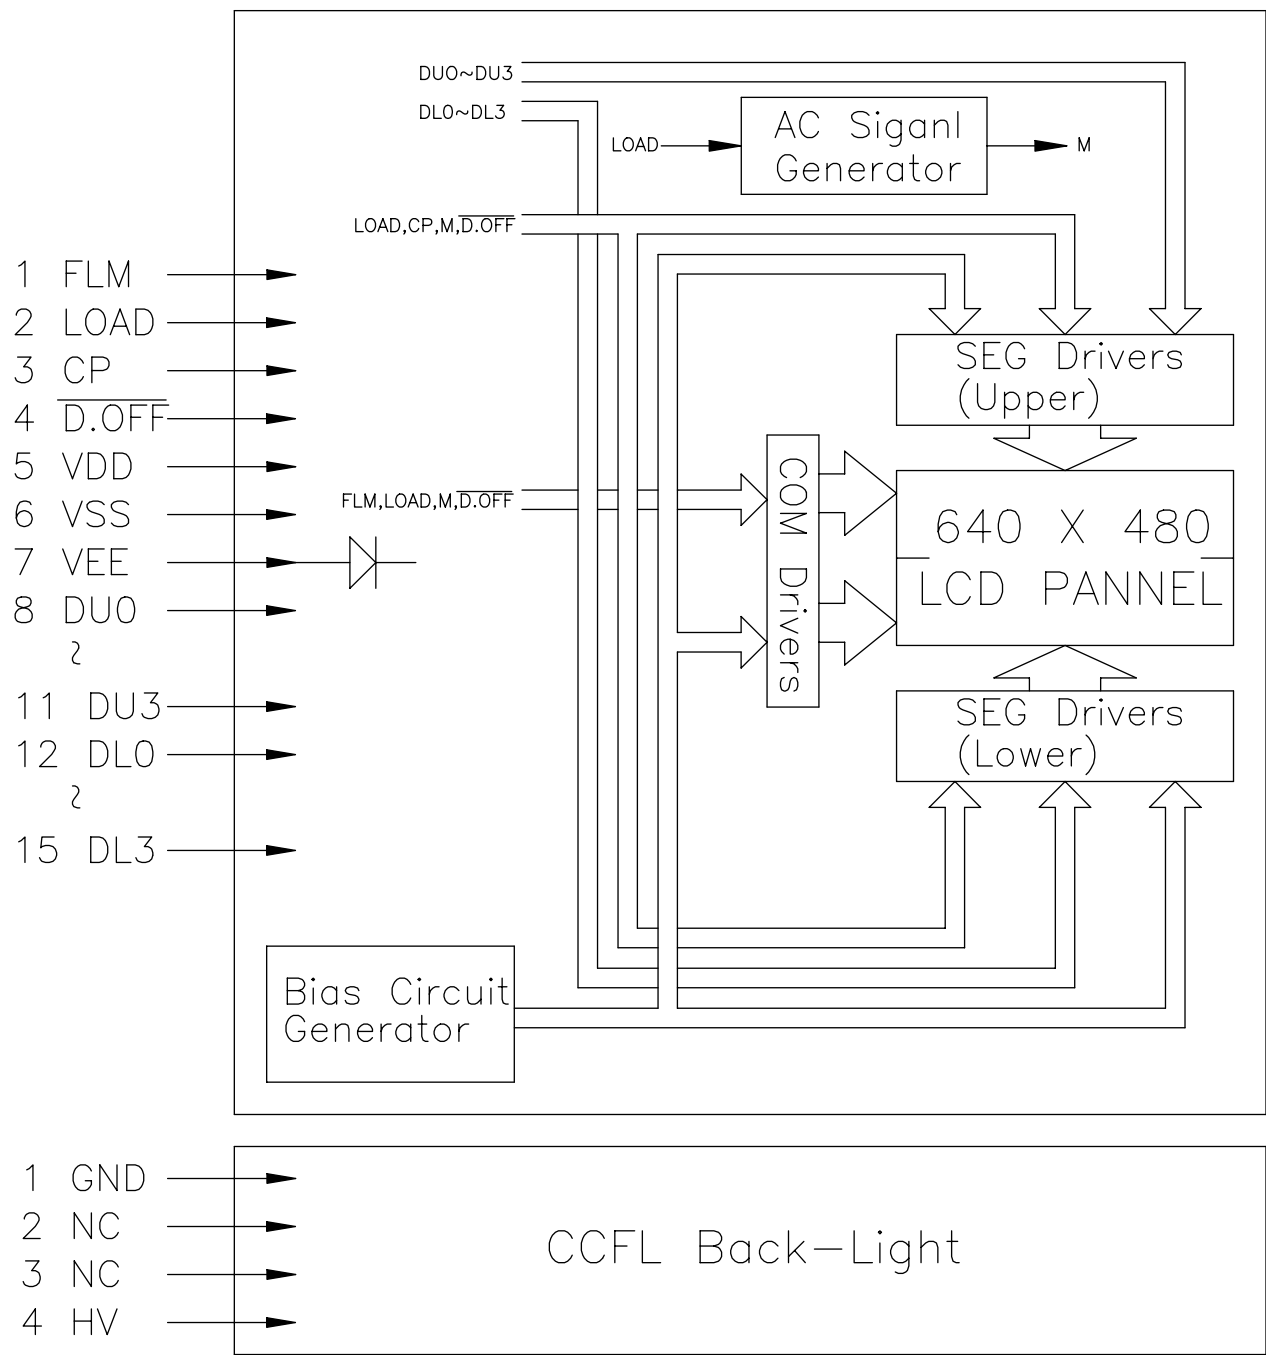 DU0~DU3
DL0~DL3
LOAD
AC Siganl
Generator
M
LOAD,CP,M,D.OFF
1 FLM
2 LOAD
3 CP
4 D.OFF
5 VDD
6 VSS
7 VEE
8 DU0
~
11 DU3
12 DL0
~
15 DL3
SEG Drivers
(Upper)
FLM,LOAD,M,D.OFF
COM Drivers
640 X 480
LCD PANNEL
SEG Drivers
(Lower)
Bias Circuit
Generator
1 GND
2 NC
3 NC
4 HV
CCFL Back-Light